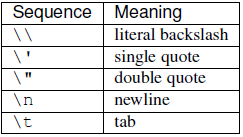 Sequence Meaning
\\ literal backslash
\' single quote
\" double quote
\n newline
\t tab